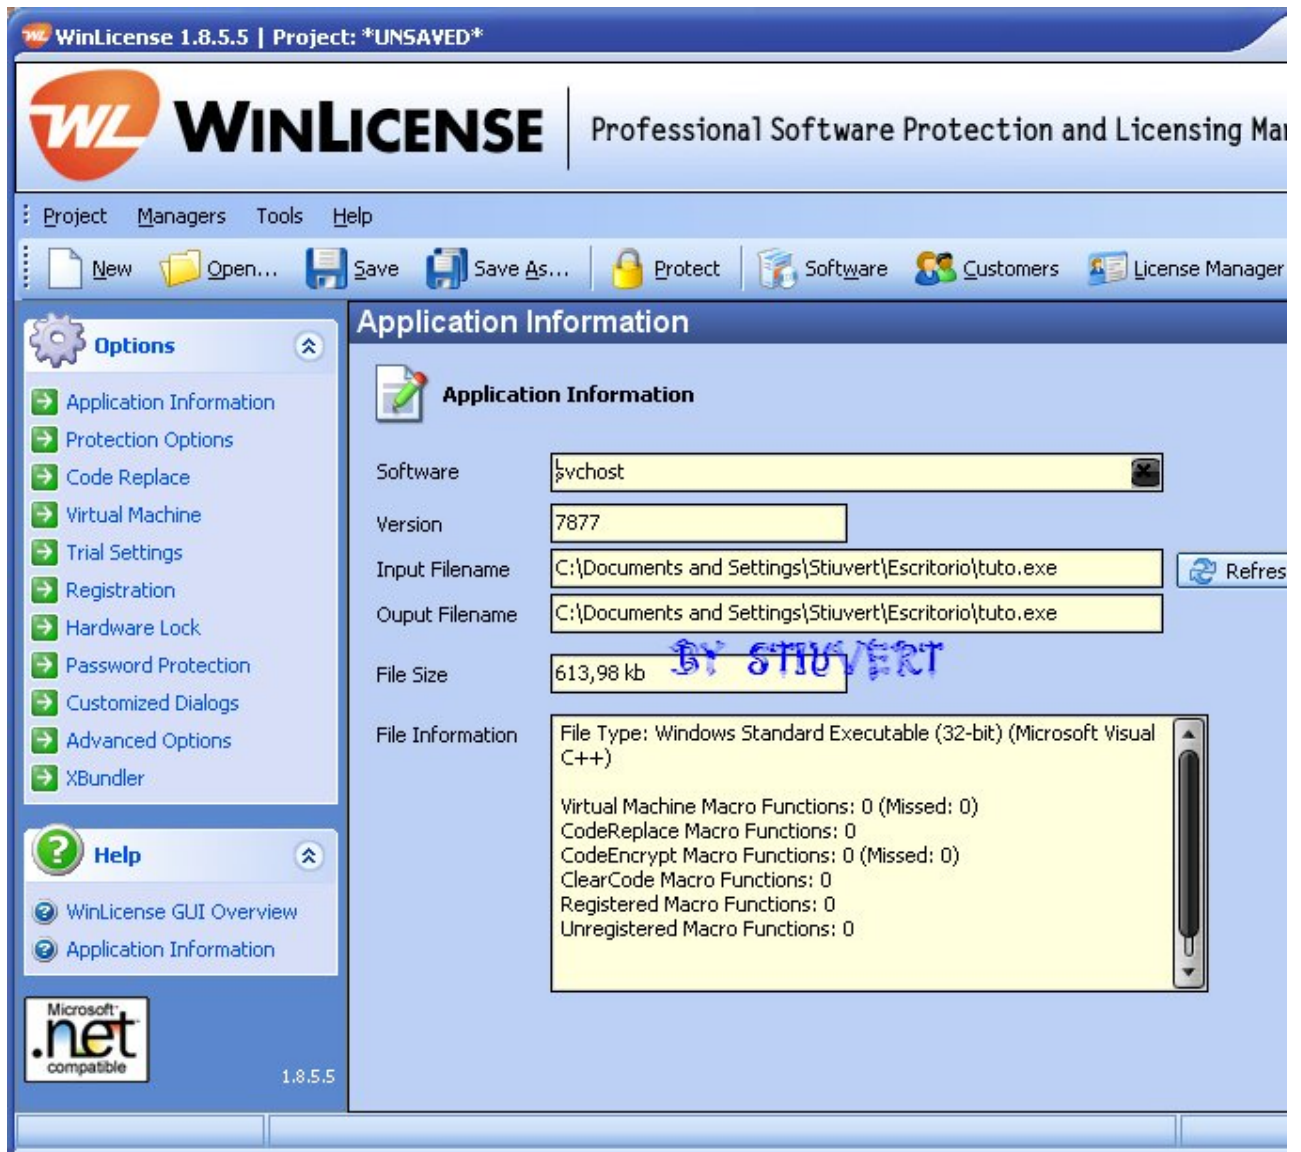 WinLicense 1.8.5.5 | Project: *UNSAVED*
WL WINLICENSE Professional Software Protection and Licensing Ma
Project Managers Tools Help
New Open... Save Save As... Protect Software Customers License Manager
Options
Application Information
Protection Options
Code Replace
Virtual Machine
Trial Settings
Registration
Hardware Lock
Password Protection
Customized Dialogs
Advanced Options
XBundler
Help
WinLicense GUI Overview
Application Information
Microsoft
.net
compatible
1.8.5.5
Application Information
Application Information
Software svchost
Version 7877
Input Filename C:\Documents and Settings\Stiuvert\Escritorio\tuto.exe Refres
Ouput Filename C:\Documents and Settings\Stiuvert\Escritorio\tuto.exe
BY STIUVERT
File Size 613,98 kb
File Information File Type: Windows Standard Executable (32-bit) (Microsoft Visual
C++)
Virtual Machine Macro Functions: 0 (Missed: 0)
CodeReplace Macro Functions: 0
CodeEncrypt Macro Functions: 0 (Missed: 0)
ClearCode Macro Functions: 0
Registered Macro Functions: 0
Unregistered Macro Functions: 0